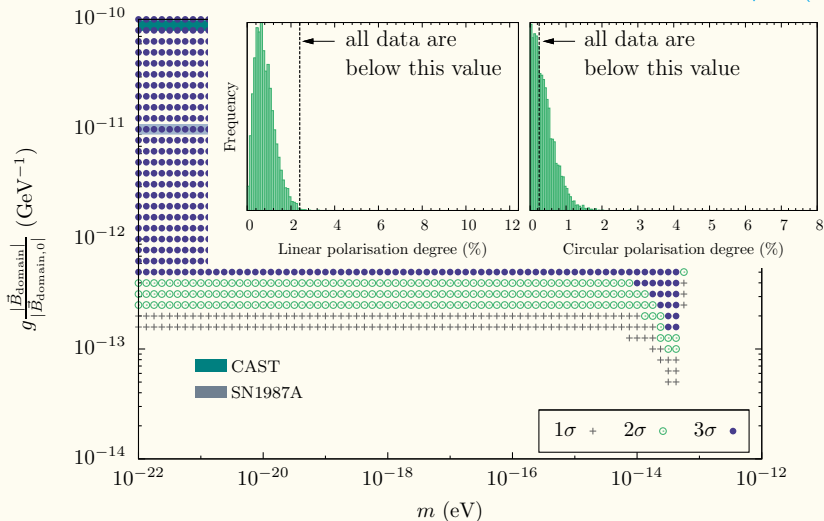 10⁻¹⁰
10⁻¹¹
10⁻¹²
10⁻¹³
10⁻¹⁴
g |B⃗domain| / |B⃗domain,0| (GeV⁻¹)
Frequency
all data are
below this value
0 2 4 6 8 10 12
Linear polarisation degree (%)
all data are
below this value
0 1 2 3 4 5 6 7 8
Circular polarisation degree (%)
CAST
SN1987A
1σ 2σ 3σ
10⁻²² 10⁻²⁰ 10⁻¹⁸ 10⁻¹⁶ 10⁻¹⁴ 10⁻¹²
m (eV)